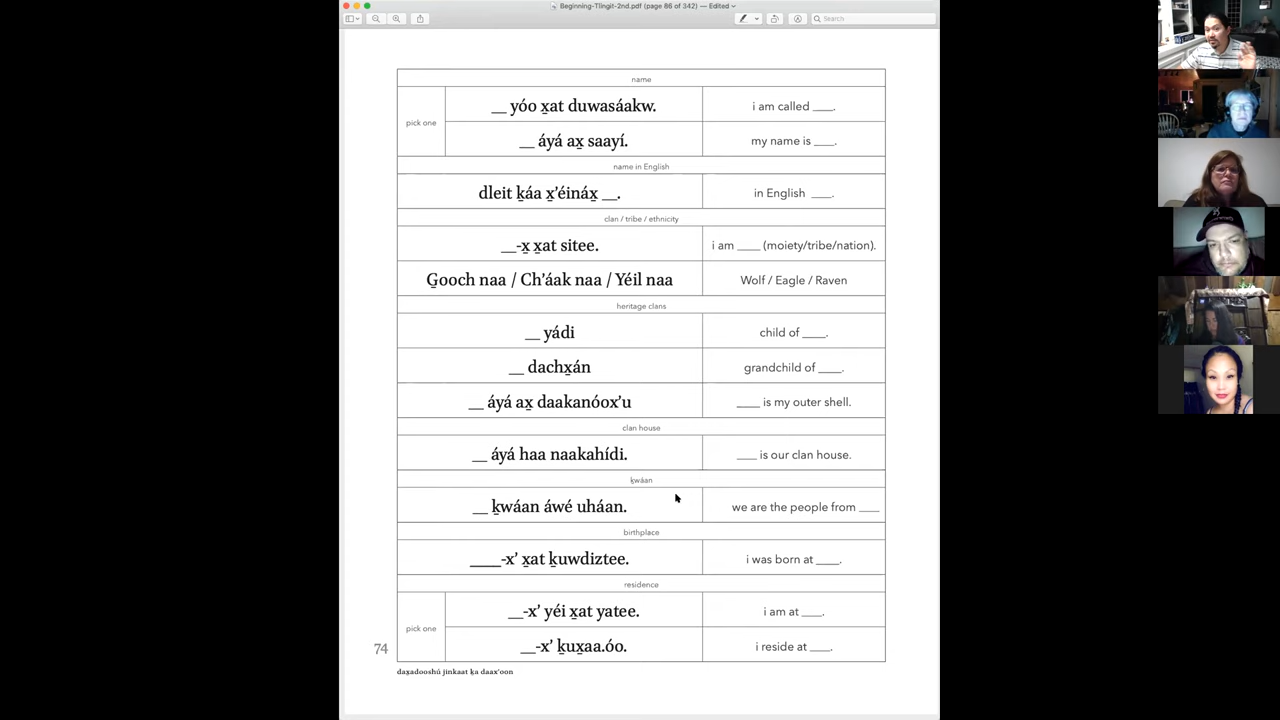 Beginning-Tlingit-2nd.pdf (page 86 of 342) — Edited
Search
name
pick one
__ yóo x̱at duwasáakw.
i am called ___.
__ áyá ax̱ saayí.
my name is ___.
name in English
dleit ḵáa x̱'éináx̱ __.
in English ___.
clan / tribe / ethnicity
__-x̱ x̱at sitee.
i am ___ (moiety/tribe/nation).
G̱ooch naa / Ch'áak naa / Yéil naa
Wolf / Eagle / Raven
heritage clans
__ yádi
child of ___.
__ dachx̱án
grandchild of ___.
__ áyá ax̱ daakanóox'u
___ is my outer shell.
clan house
__ áyá haa naakahídi.
___ is our clan house.
ḵwáan
__ ḵwáan áwé uháan.
we are the people from ___
birthplace
____-x' x̱at ḵuwdiztee.
i was born at ___.
residence
pick one
__-x' yéi x̱at yatee.
i am at ___.
__-x' ḵux̱aa.óo.
i reside at ___.
74
dax̱adooshú jinkaat ḵa daax'oon